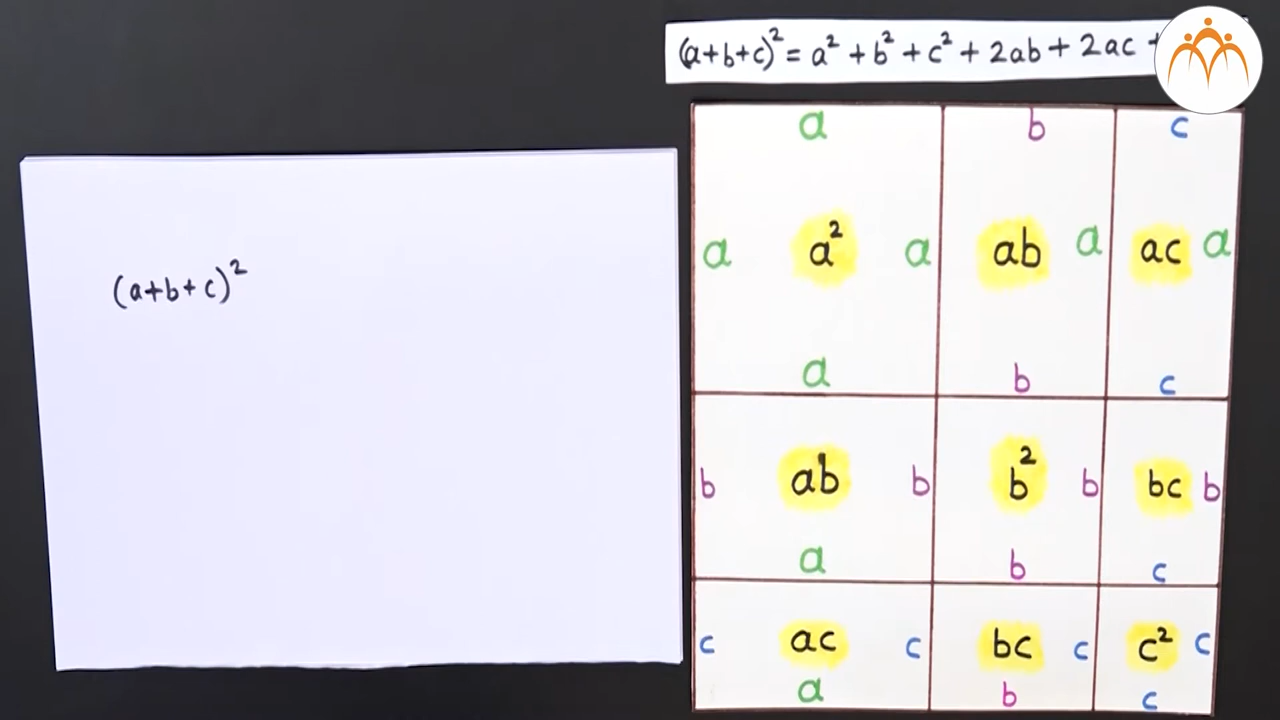 (a+b+c)² = a² + b² + c² + 2ab + 2ac +
(a+b+c)²
a b c
a a² a ab a ac a
a b c
b ab b b² b bc b
a b c
c ac c bc c c² c
a b c